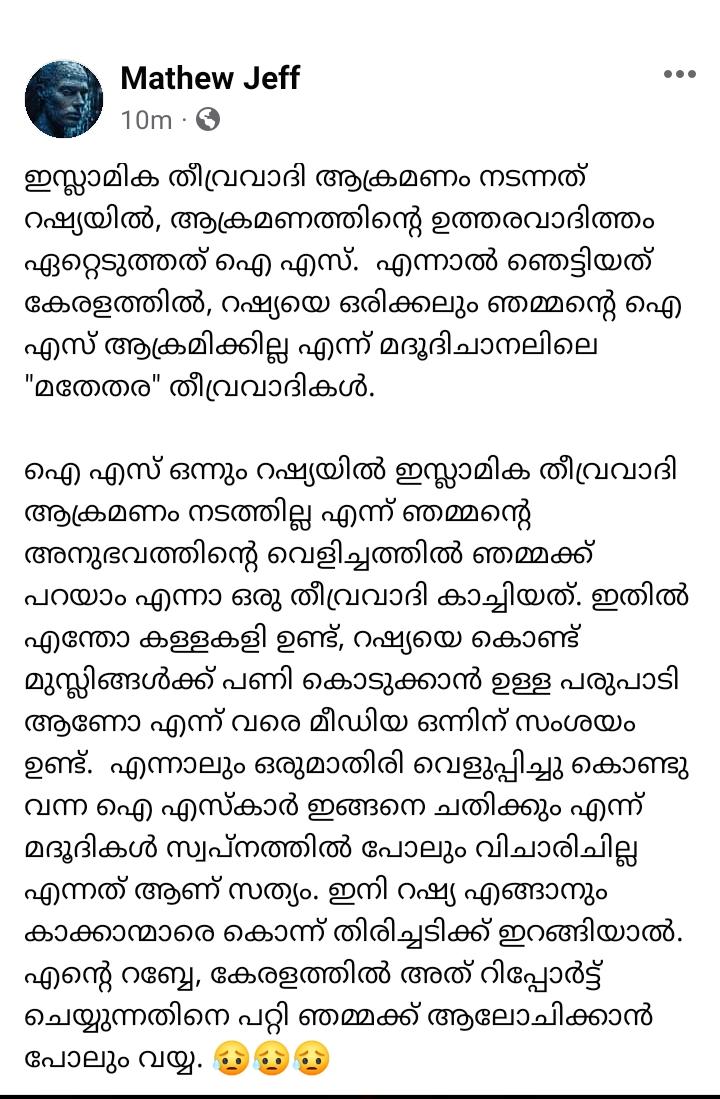 Mathew Jeff
10m ·
ഇസ്ലാമിക തീവ്രവാദി ആക്രമണം നടന്നത്
റഷ്യയിൽ, ആക്രമണത്തിന്റെ ഉത്തരവാദിത്തം
ഏറ്റെടുത്തത് ഐ എസ്.  എന്നാൽ ഞെട്ടിയത്
കേരളത്തിൽ, റഷ്യയെ ഒരിക്കലും ഞമ്മന്റെ ഐ
എസ് ആക്രമിക്കില്ല എന്ന് മദൂദിചാനലിലെ
"മതേതര" തീവ്രവാദികൾ.
ഐ എസ് ഒന്നും റഷ്യയിൽ ഇസ്ലാമിക തീവ്രവാദി
ആക്രമണം നടത്തില്ല എന്ന് ഞമ്മന്റെ
അനുഭവത്തിന്റെ വെളിച്ചത്തിൽ ഞമ്മക്ക്
പറയാം എന്നാ ഒരു തീവ്രവാദി കാച്ചിയത്. ഇതിൽ
എന്തോ കള്ളകളി ഉണ്ട്, റഷ്യയെ കൊണ്ട്
മുസ്ലിങ്ങൾക്ക് പണി കൊടുക്കാൻ ഉള്ള പരുപാടി
ആണോ എന്ന് വരെ മീഡിയ ഒന്നിന് സംശയം
ഉണ്ട്.  എന്നാലും ഒരുമാതിരി വെളുപ്പിച്ചു കൊണ്ടു
വന്ന ഐ എസ്കാർ ഇങ്ങനെ ചതിക്കും എന്ന്
മദൂദികൾ സ്വപ്നത്തിൽ പോലും വിചാരിചില്ല
എന്നത് ആണ് സത്യം. ഇനി റഷ്യ എങ്ങാനും
കാക്കാന്മാരെ കൊന്ന് തിരിച്ചടിക്ക് ഇറങ്ങിയാൽ.
എന്റെ റബ്ബേ, കേരളത്തിൽ അത് റിപ്പോർട്ട്
ചെയ്യുന്നതിനെ പറ്റി ഞമ്മക്ക് ആലോചിക്കാൻ
പോലും വയ്യ. 😥😥😥